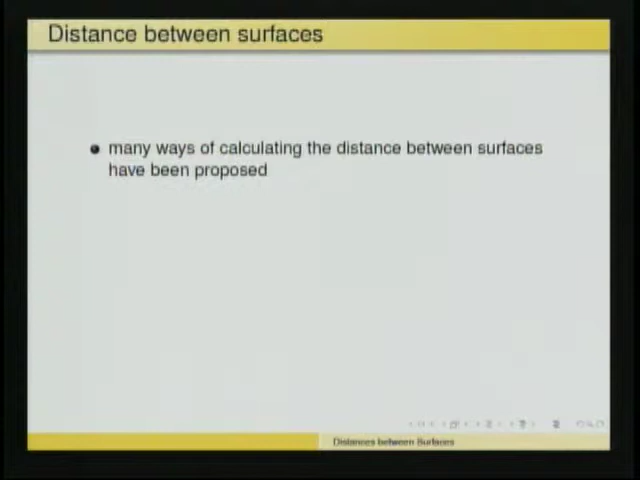 Distance between surfaces
many ways of calculating the distance between surfaces
have been proposed
Distances between Surfaces